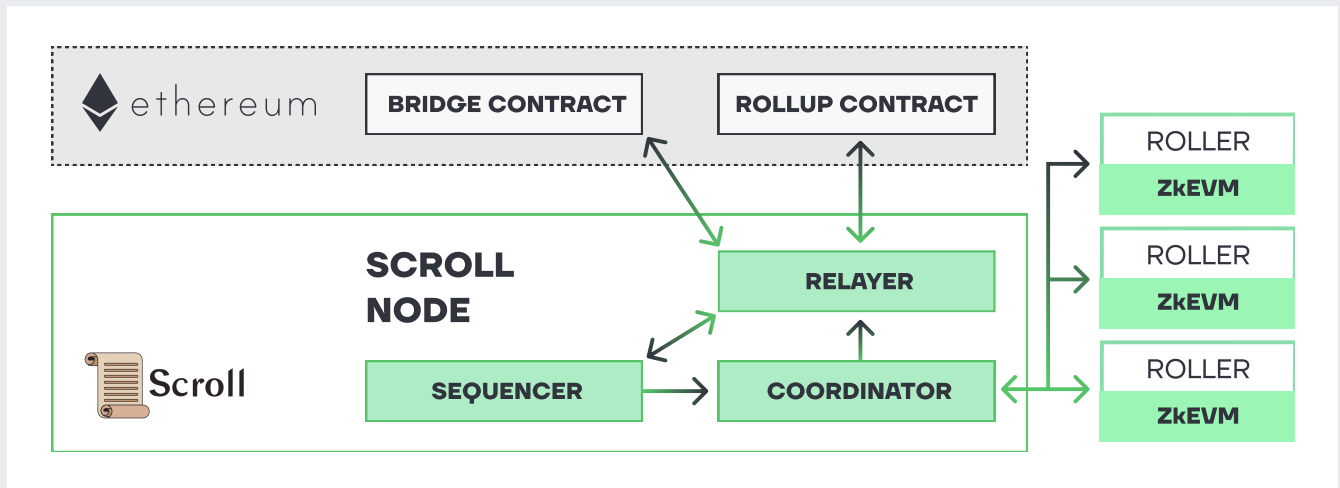 ethereum
BRIDGE CONTRACT
ROLLUP CONTRACT
SCROLL
NODE
RELAYER
Scroll
SEQUENCER
COORDINATOR
ROLLER
ZkEVM
ROLLER
ZkEVM
ROLLER
ZkEVM